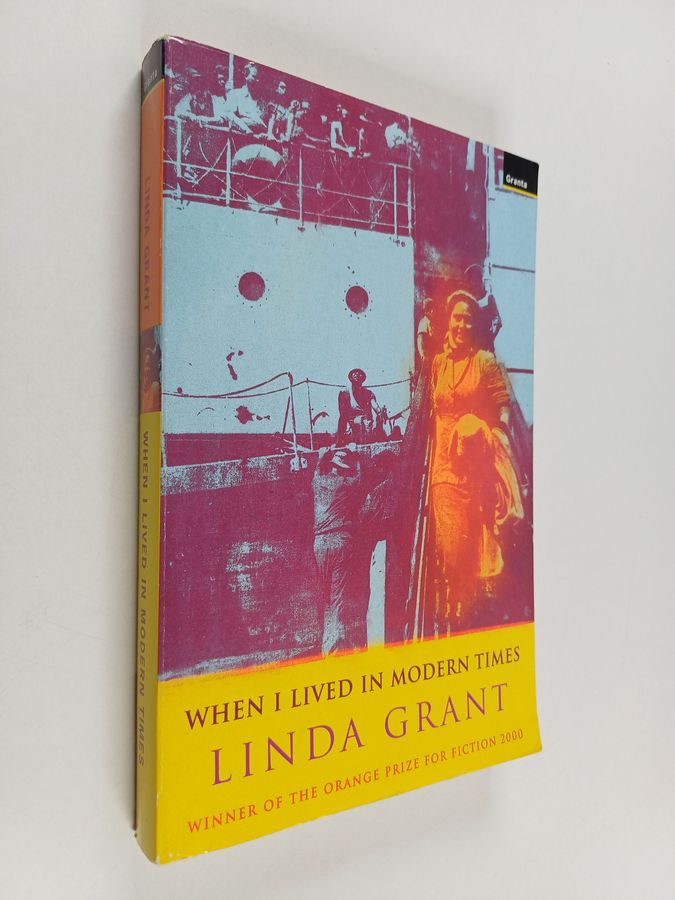 Granta
WHEN I LIVED IN MODERN TIMES
LINDA GRANT
WINNER OF THE ORANGE PRIZE FOR FICTION 2000
Granta
LINDA GRANT
WHEN I LIVED IN MODERN TIMES